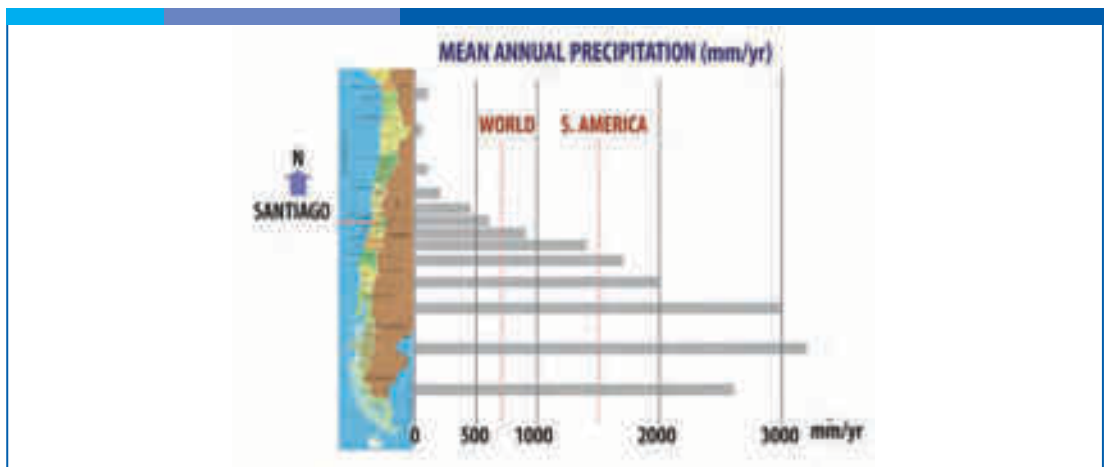 MEAN ANNUAL PRECIPITATION (mm/yr)
WORLD S. AMERICA
N
SANTIAGO
0 500 1000 2000 3000 mm/yr